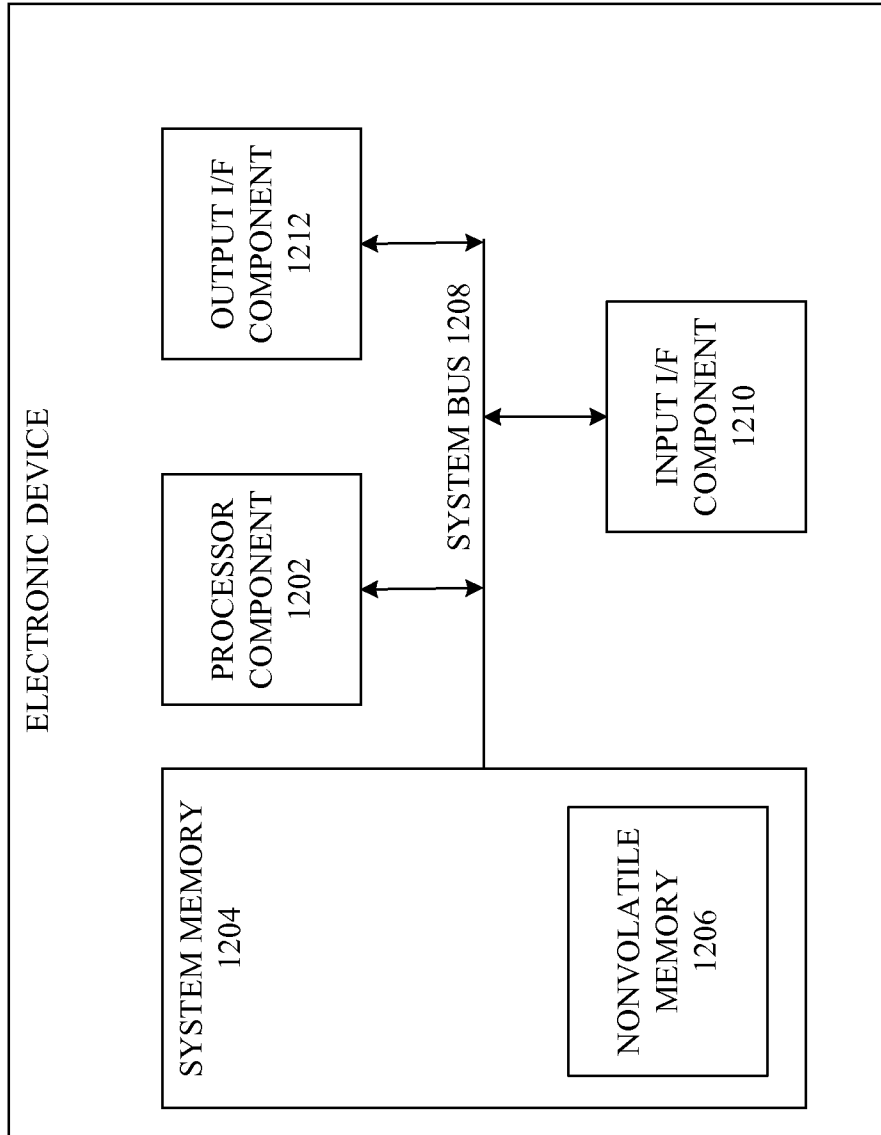 ELECTRONIC DEVICE
SYSTEM MEMORY
1204
NONVOLATILE
MEMORY
1206
PROCESSOR
COMPONENT
1202
OUTPUT I/F
COMPONENT
1212
SYSTEM BUS 1208
INPUT I/F
COMPONENT
1210